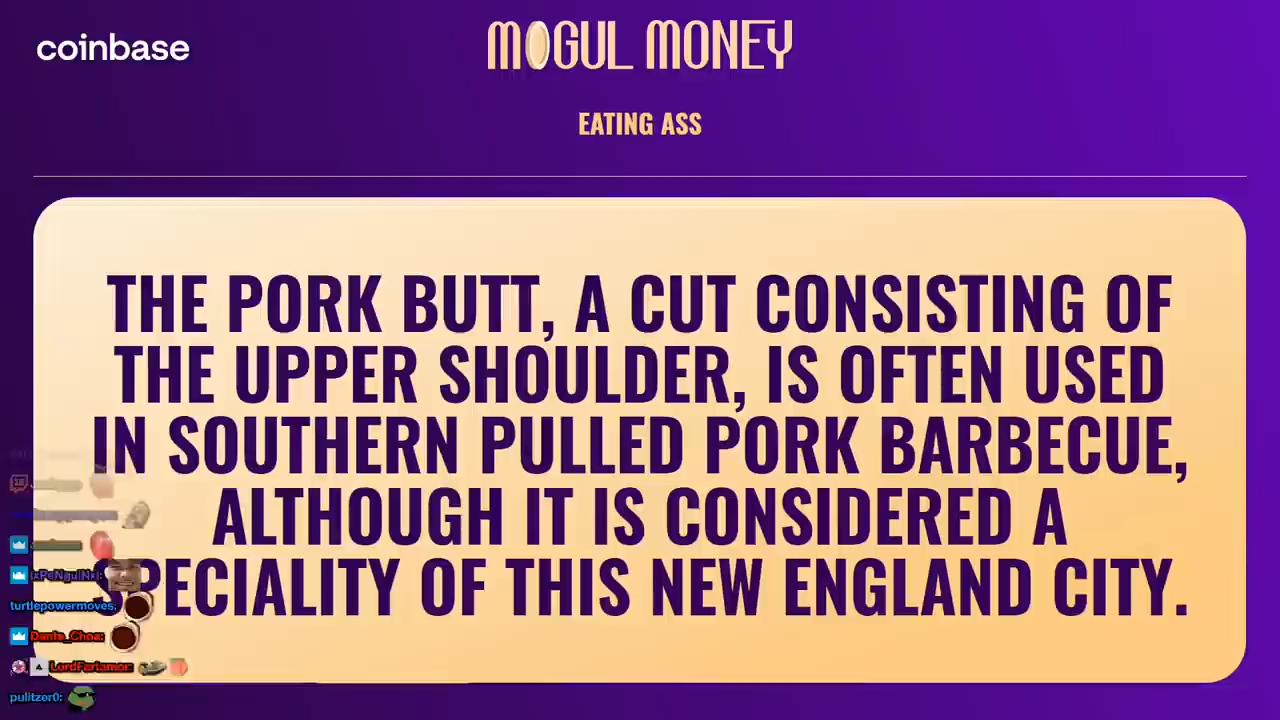 coinbase
MOGUL MONEY
EATING ASS
THE PORK BUTT, A CUT CONSISTING OF
THE UPPER SHOULDER, IS OFTEN USED
IN SOUTHERN PULLED PORK BARBECUE,
ALTHOUGH IT IS CONSIDERED A
SPECIALITY OF THIS NEW ENGLAND CITY.
xPeNguiNx:
turtlepowermoves:
Dante_Choa:
LordFartamor:
pulitzer0: